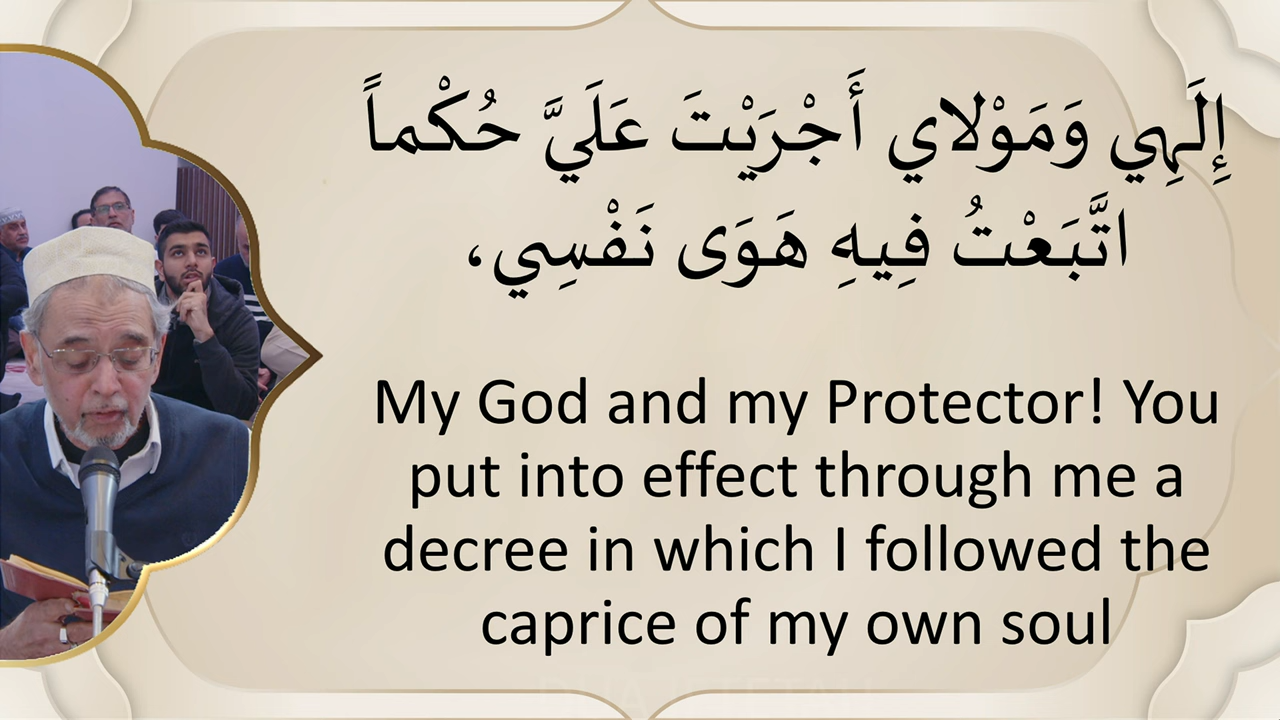 إِلَهِي وَمَوْلاي أَجْرَيْتَ عَلَيَّ حُكْماً
اتَّبَعْتُ فِيهِ هَوَى نَفْسِي،
My God and my Protector! You
put into effect through me a
decree in which I followed the
caprice of my own soul